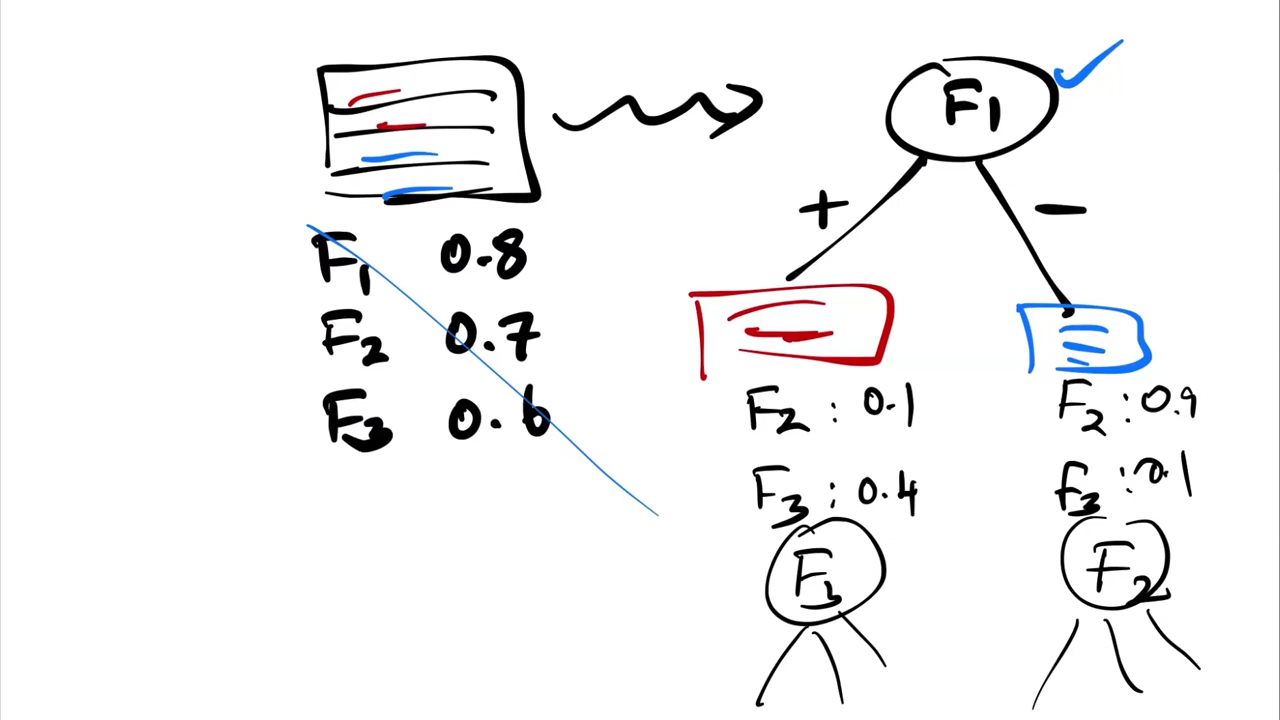 F1
+ −
F1 0.8
F2 0.7
F3 0.6
F2 : 0.1
F3 : 0.4
F3
F2 : 0.9
F3 : 0.1
F2